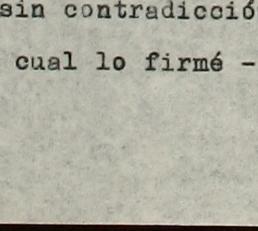 sin contradicció
cual lo firmé -